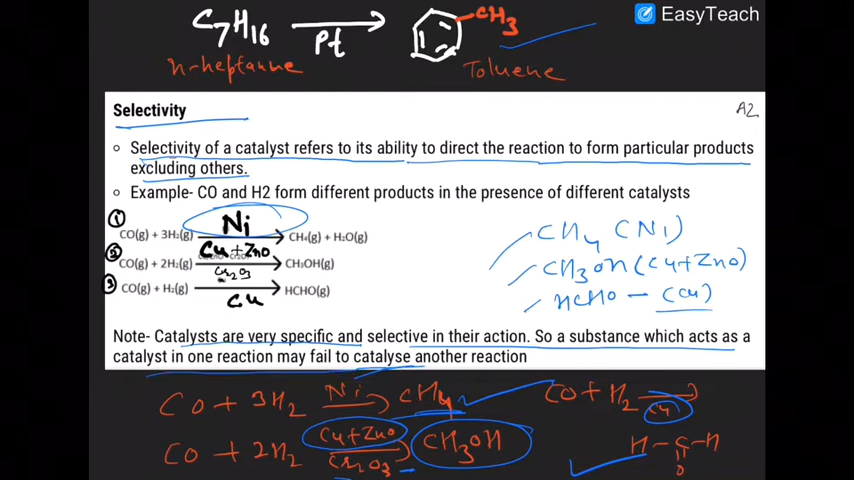 EasyTeach
C7H16 Pt CH3
n-heptanne Toluene
Selectivity A2
Selectivity of a catalyst refers to its ability to direct the reaction to form particular products
excluding others.
Example- CO and H2 form different products in the presence of different catalysts
① CO(g) + 3H₂(g) Ni CH₄(g) + H₂O(g)
② CO(g) + 2H₂(g) Cu+ZnO Cr2O3 CH₃OH(g)
③ CO(g) + H₂(g) Cu HCHO(g)
CH4 (Ni)
CH3OH (Cu+ZnO)
HCHO - (Cu)
Note- Catalysts are very specific and selective in their action. So a substance which acts as a
catalyst in one reaction may fail to catalyse another reaction
CO + 3H2 Ni CH4
CO + H2 Cu
CO + 2H2 Cu+ZnO Cr2O3 CH3OH
H-C-H
O